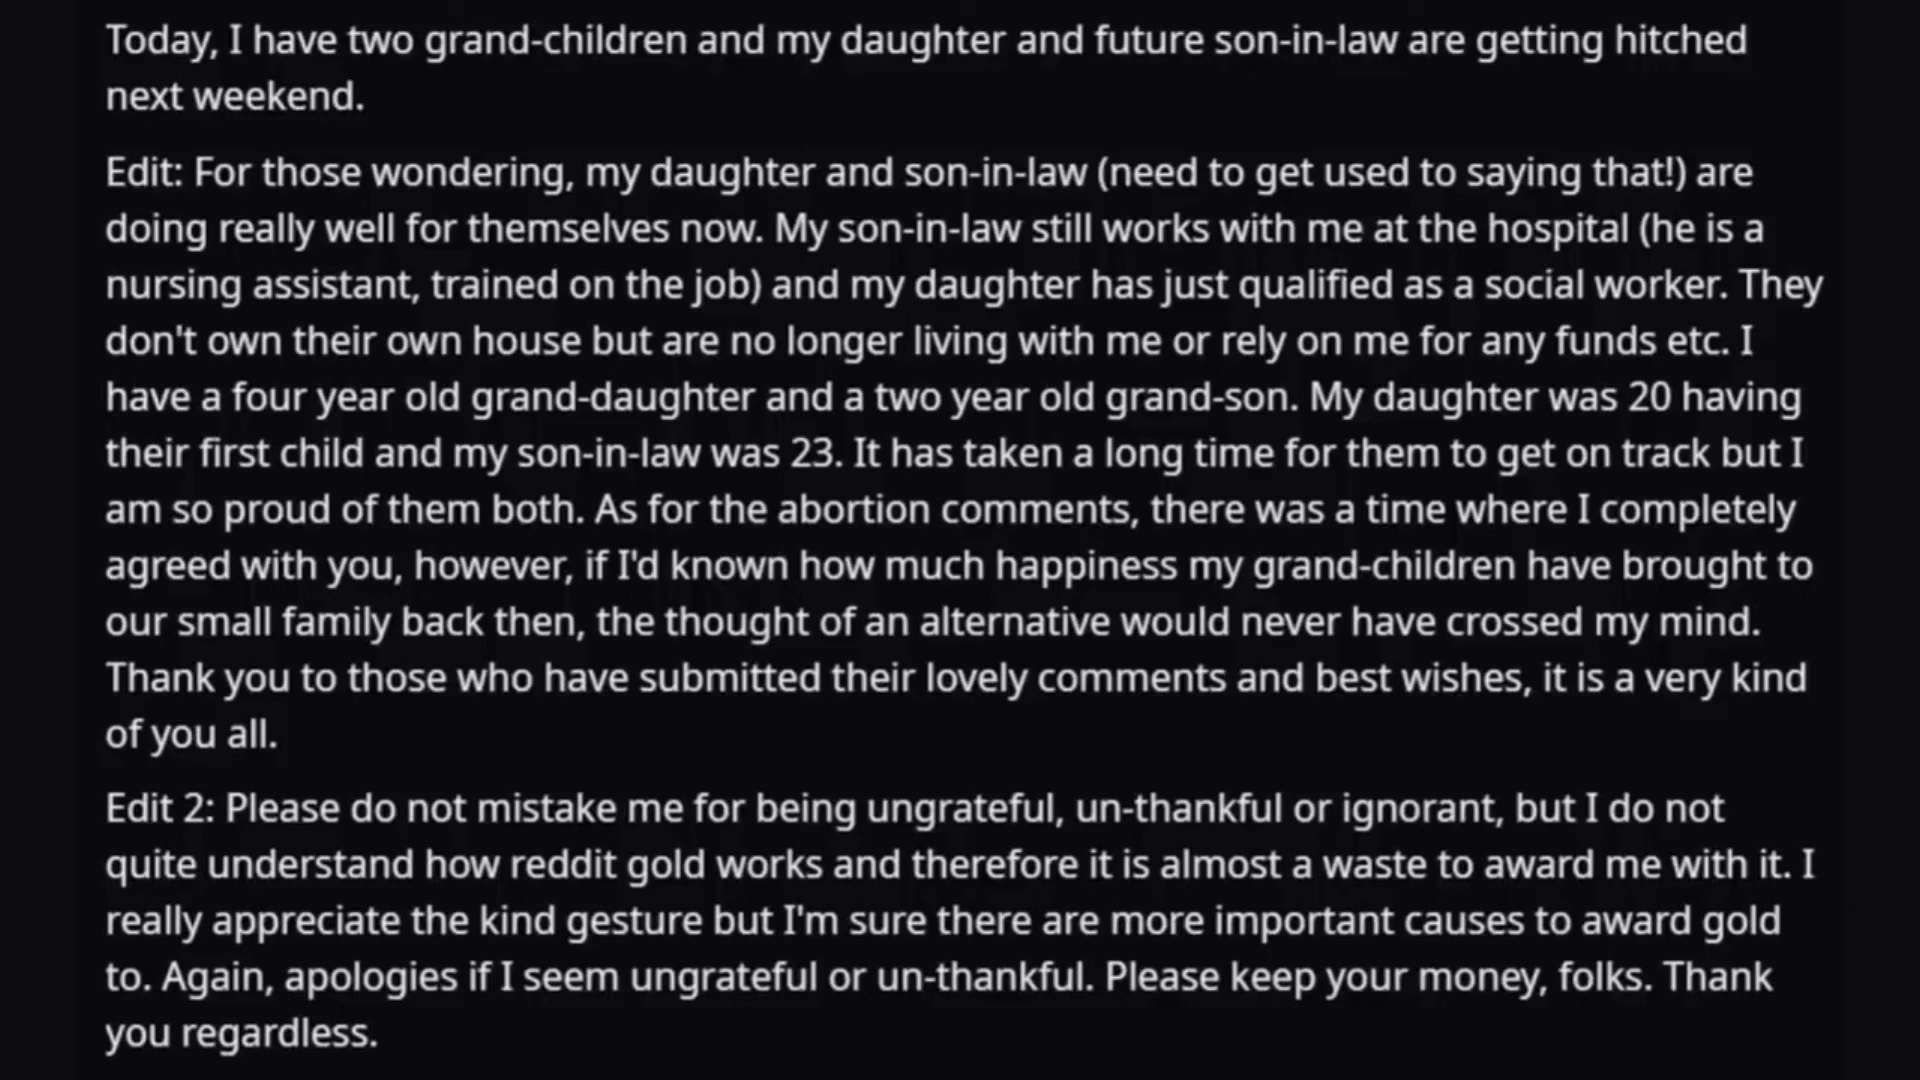 Today, I have two grand-children and my daughter and future son-in-law are getting hitched
next weekend.
Edit: For those wondering, my daughter and son-in-law (need to get used to saying that!) are
doing really well for themselves now. My son-in-law still works with me at the hospital (he is a
nursing assistant, trained on the job) and my daughter has just qualified as a social worker. They
don't own their own house but are no longer living with me or rely on me for any funds etc. I
have a four year old grand-daughter and a two year old grand-son. My daughter was 20 having
their first child and my son-in-law was 23. It has taken a long time for them to get on track but I
am so proud of them both. As for the abortion comments, there was a time where I completely
agreed with you, however, if I'd known how much happiness my grand-children have brought to
our small family back then, the thought of an alternative would never have crossed my mind.
Thank you to those who have submitted their lovely comments and best wishes, it is a very kind
of you all.
Edit 2: Please do not mistake me for being ungrateful, un-thankful or ignorant, but I do not
quite understand how reddit gold works and therefore it is almost a waste to award me with it. I
really appreciate the kind gesture but I'm sure there are more important causes to award gold
to. Again, apologies if I seem ungrateful or un-thankful. Please keep your money, folks. Thank
you regardless.